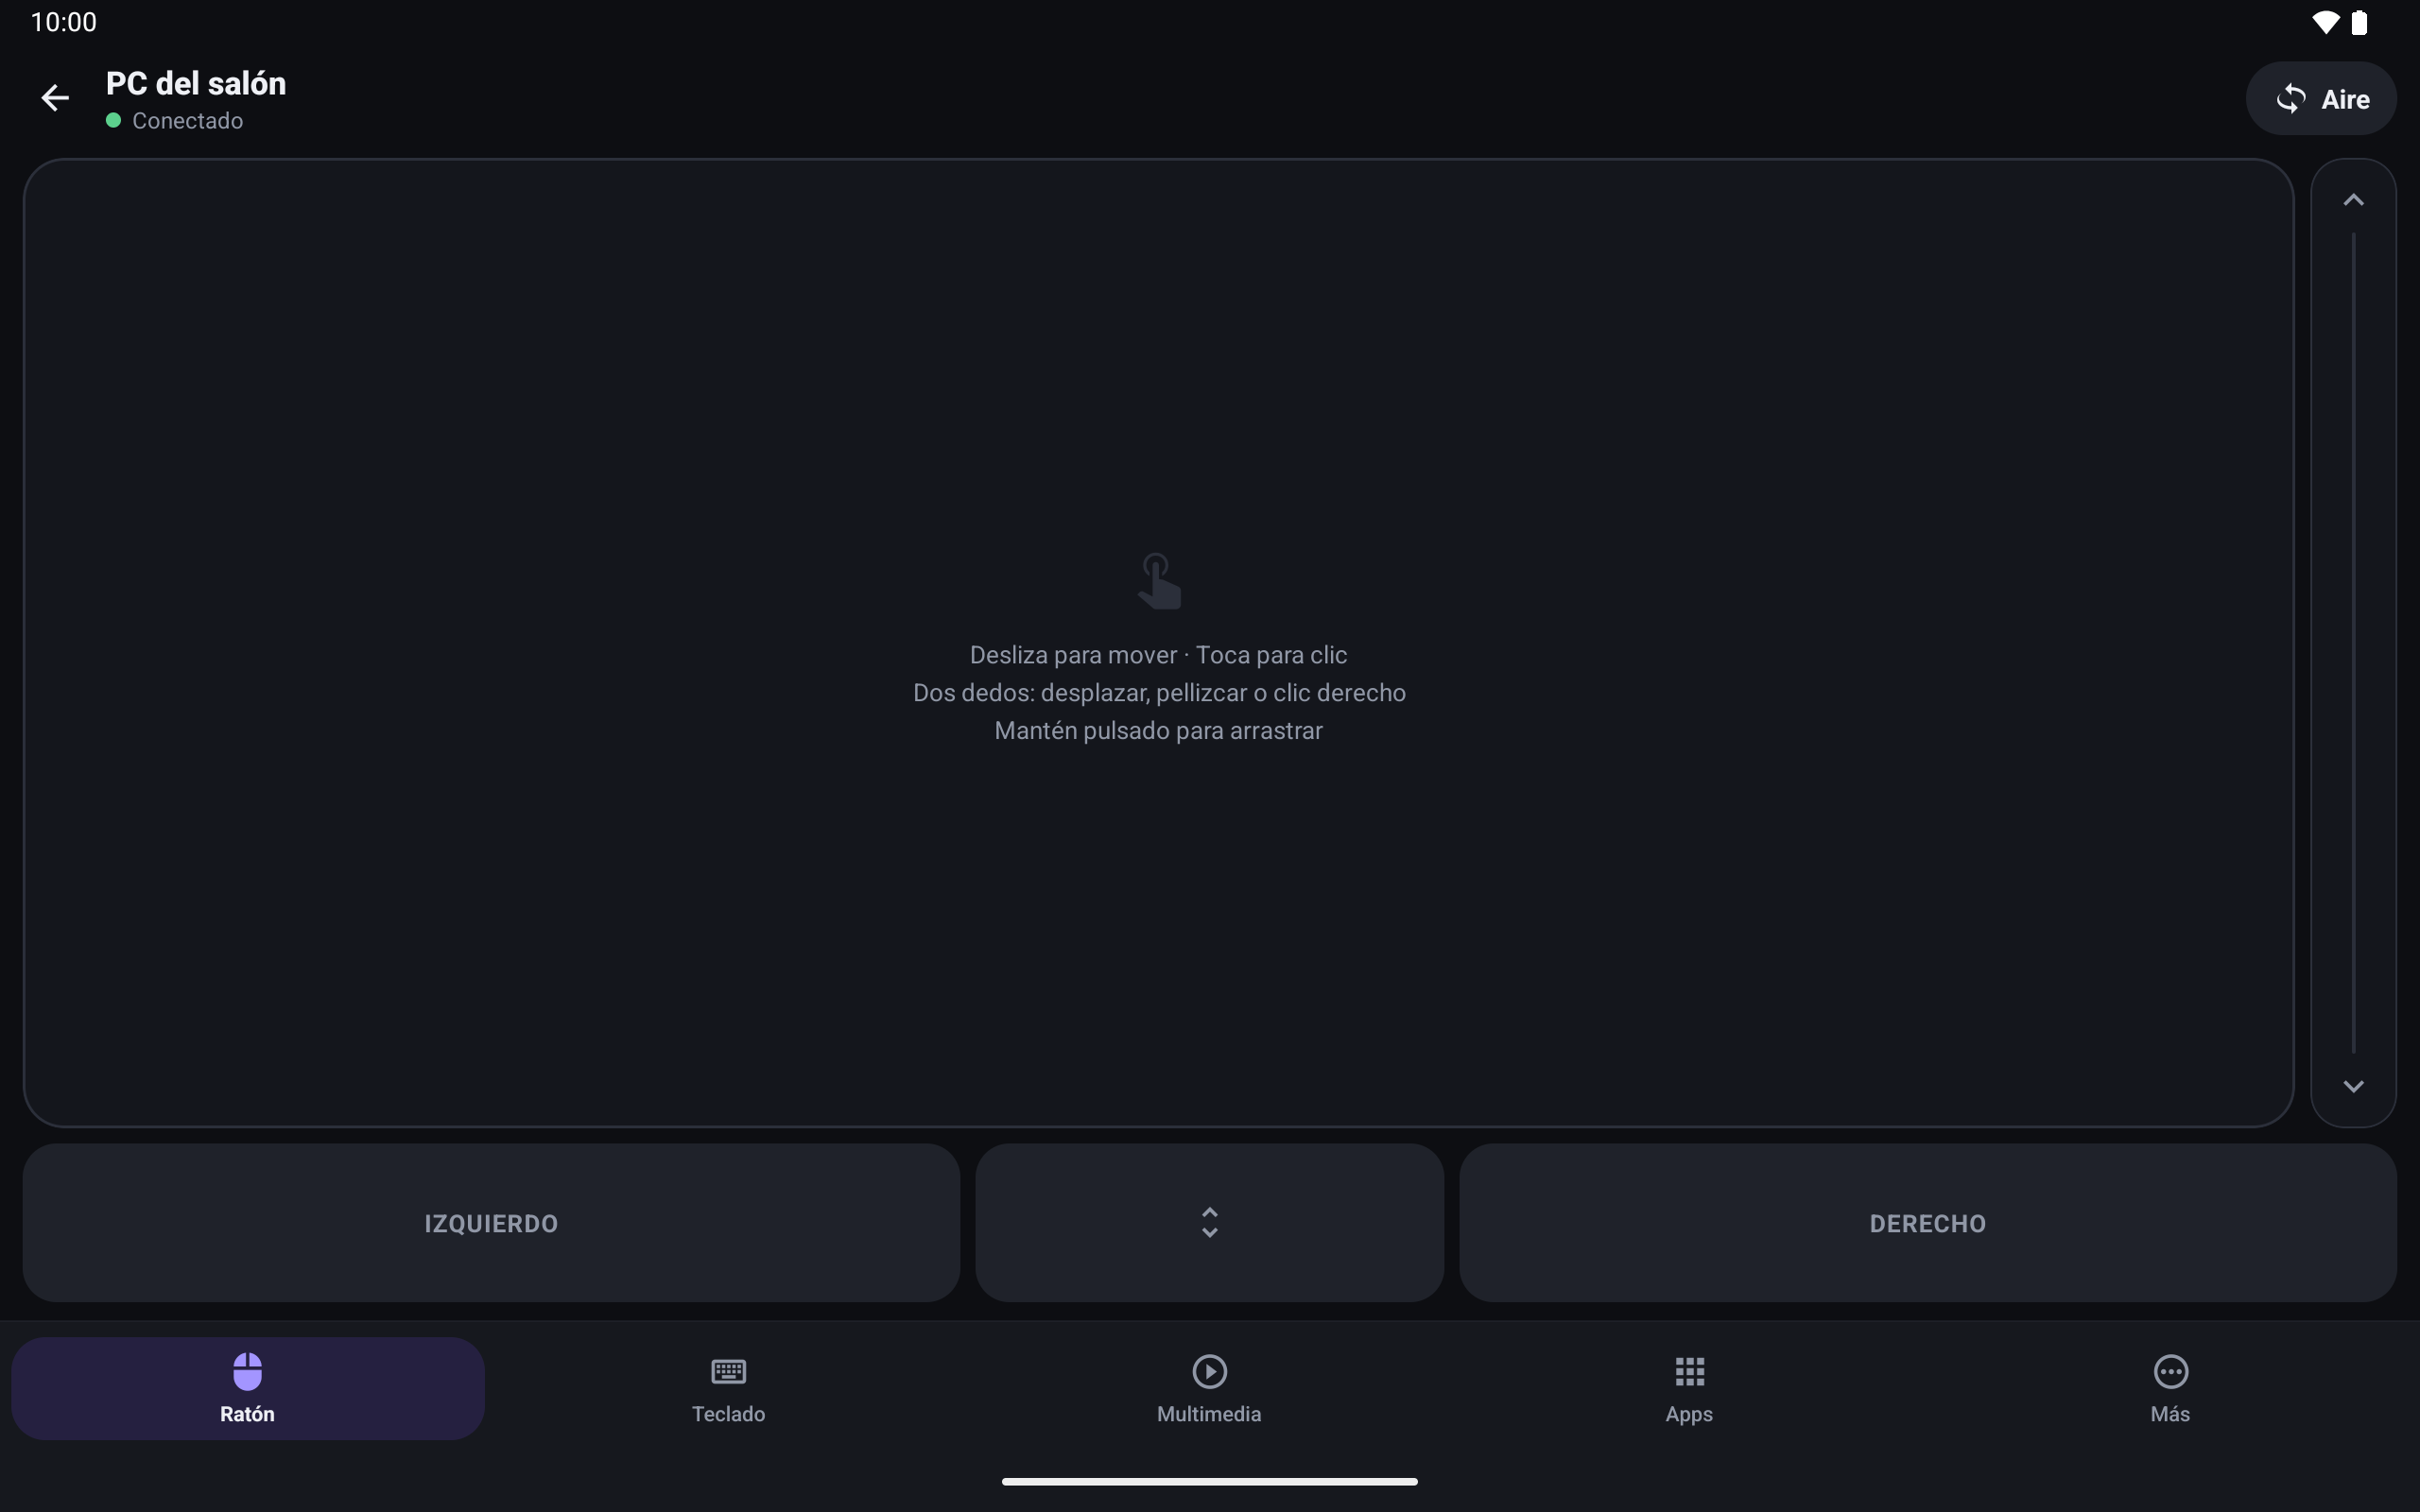 10:00
PC del salón
Conectado
Aire
Desliza para mover · Toca para clic
Dos dedos: desplazar, pellizcar o clic derecho
Mantén pulsado para arrastrar
IZQUIERDO
DERECHO
Ratón
Teclado
Multimedia
Apps
Más